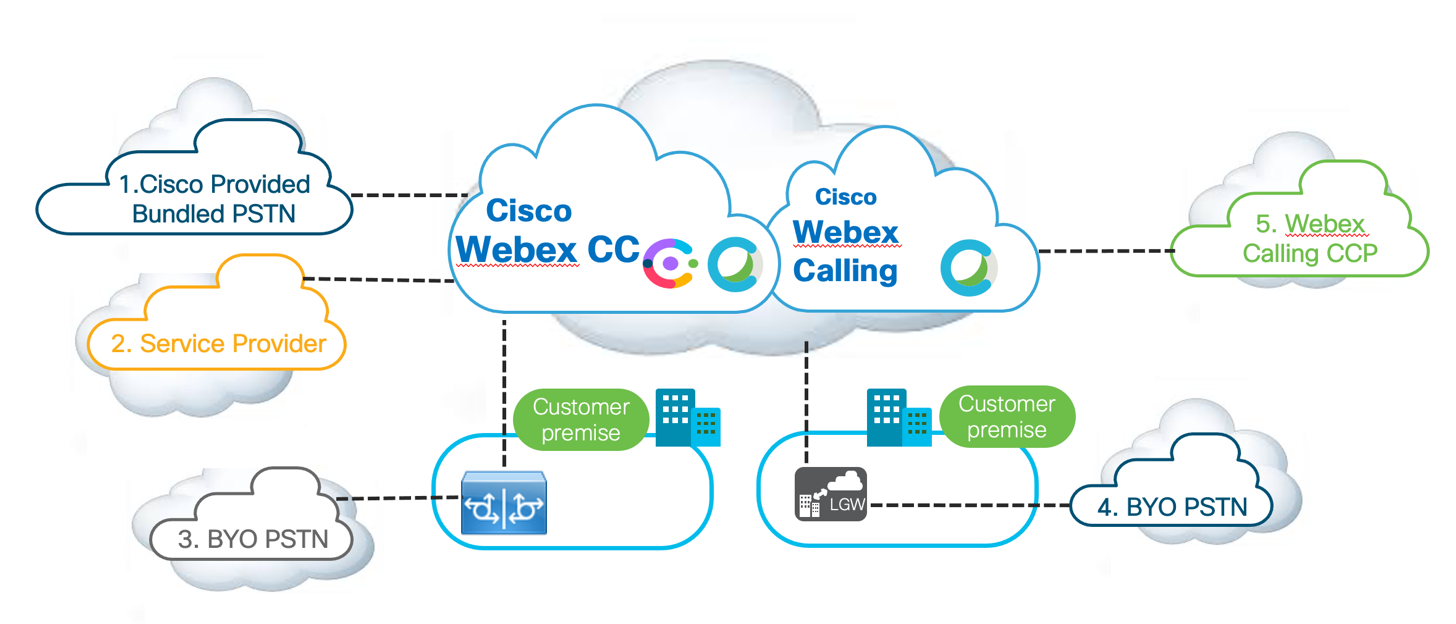 1.Cisco Provided
Bundled PSTN
2. Service Provider
3. BYO PSTN
Cisco
Webex CC
Cisco
Webex
Calling
Customer
premise
Customer
premise
LGW
4. BYO PSTN
5. Webex
Calling CCP